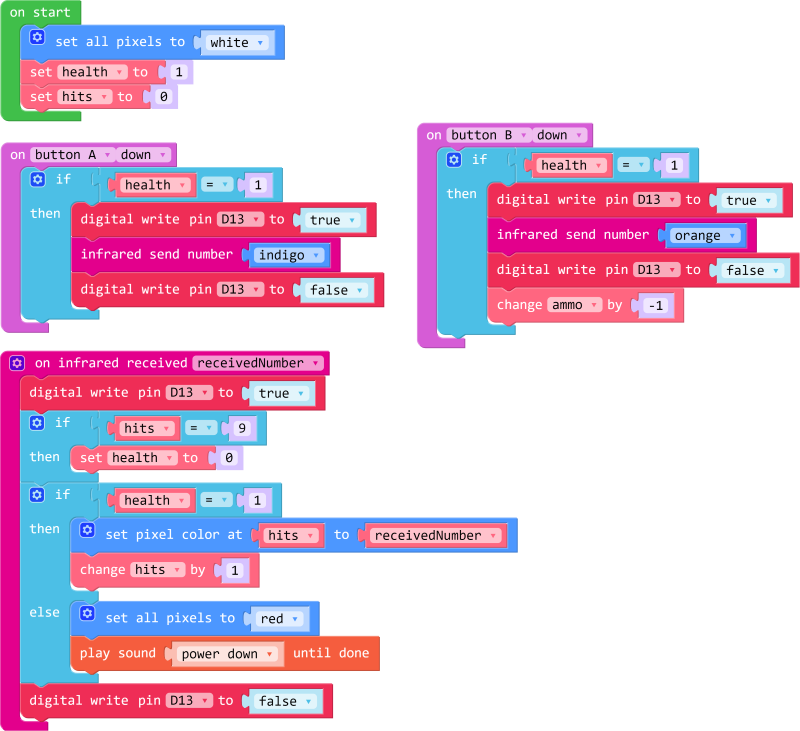 on start
set all pixels to white
set health to 1
set hits to 0
on button A down
if health = 1
then digital write pin D13 to true
infrared send number indigo
digital write pin D13 to false
on button B down
if health = 1
then digital write pin D13 to true
infrared send number orange
digital write pin D13 to false
change ammo by -1
on infrared received receivedNumber
digital write pin D13 to true
if hits = 9
then set health to 0
if health = 1
then set pixel color at hits to receivedNumber
change hits by 1
else set all pixels to red
play sound power down until done
digital write pin D13 to false